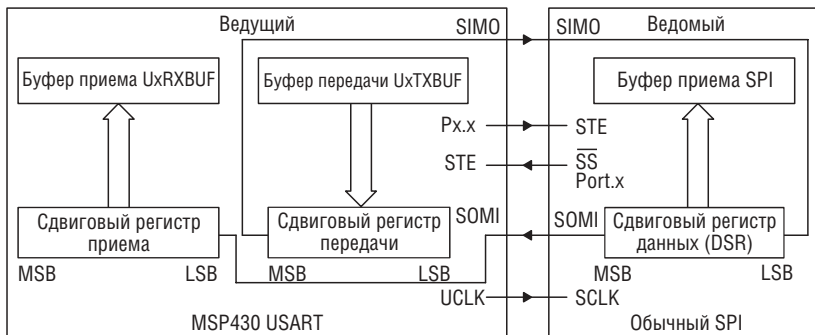 Ведущий
SIMO
SIMO
Ведомый
Буфер приема UxRXBUF
Буфер передачи UxTXBUF
Буфер приема SPI
Px.x
STE
STE
SS
Port.x
Сдвиговый регистр
приема
Сдвиговый регистр
передачи
SOMI
SOMI
Сдвиговый регистр
данных (DSR)
MSB
LSB
MSB
LSB
MSB
LSB
UCLK
SCLK
MSP430 USART
Обычный SPI